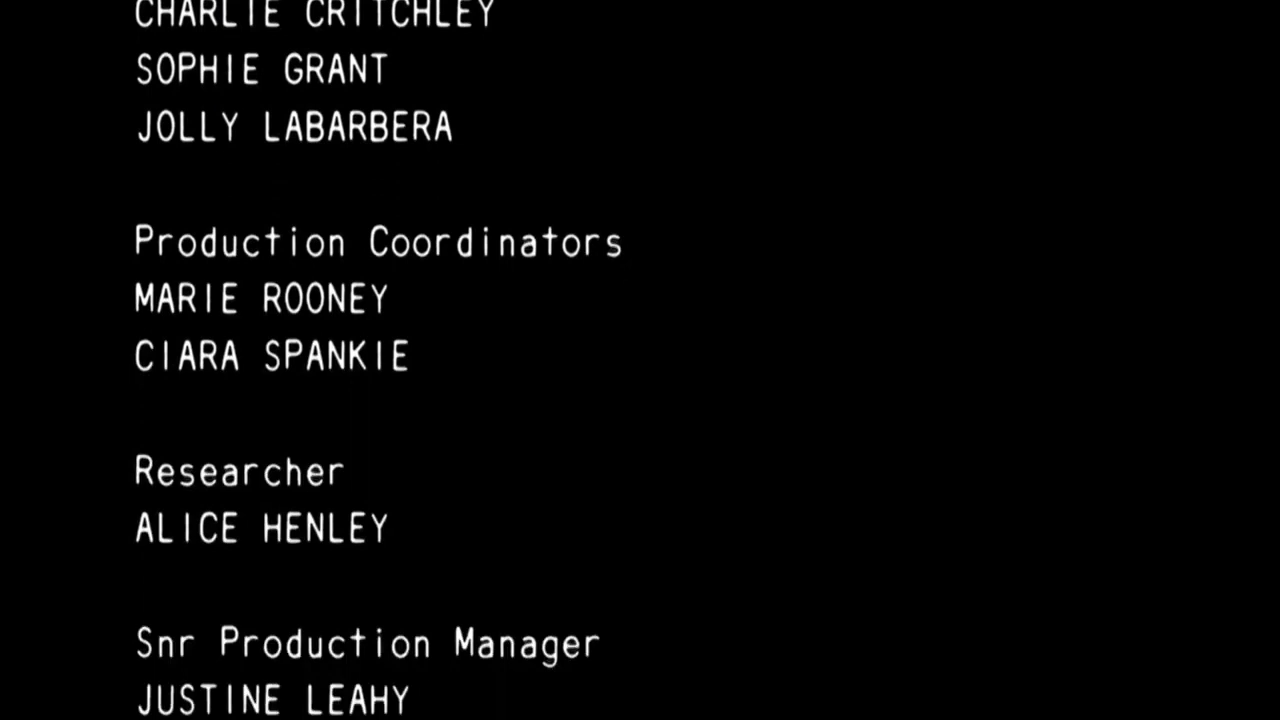 CHARLIE CRITCHLEY
SOPHIE GRANT
JOLLY LABARBERA
Production Coordinators
MARIE ROONEY
CIARA SPANKIE
Researcher
ALICE HENLEY
Snr Production Manager
JUSTINE LEAHY